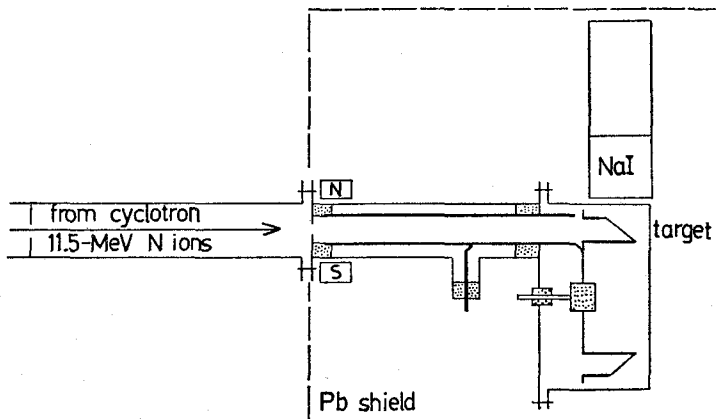 NaI
N
from cyclotron
11.5-MeV N ions
target
S
Pb shield